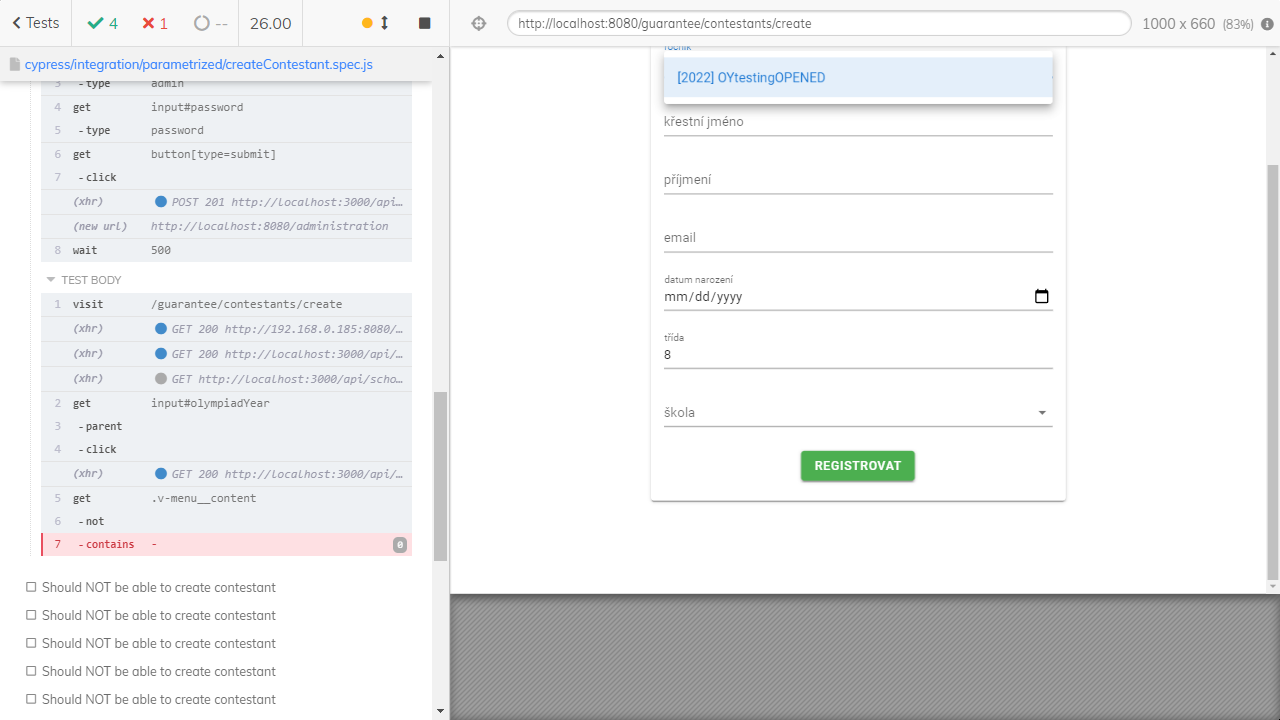 Tests
4
1
--
26.00
http://localhost:8080/guarantee/contestants/create
1000 x 660 (83%)
cypress/integration/parametrized/createContestant.spec.js
3 -type admin
4 get input#password
5 -type password
6 get button[type=submit]
7 -click
(xhr) POST 201 http://localhost:3000/api…
(new url) http://localhost:8080/administration
8 wait 500
TEST BODY
1 visit /guarantee/contestants/create
(xhr) GET 200 http://192.168.0.185:8080/…
(xhr) GET 200 http://localhost:3000/api/…
(xhr) GET http://localhost:3000/api/scho…
2 get input#olympiadYear
3 -parent
4 -click
(xhr) GET 200 http://localhost:3000/api/…
5 get .v-menu__content
6 -not
7 -contains - 0
Should NOT be able to create contestant
Should NOT be able to create contestant
Should NOT be able to create contestant
Should NOT be able to create contestant
Should NOT be able to create contestant
ročník
[2022] OYtestingOPENED
křestní jméno
příjmení
email
datum narození
mm/dd/yyyy
třída
8
škola
REGISTROVAT